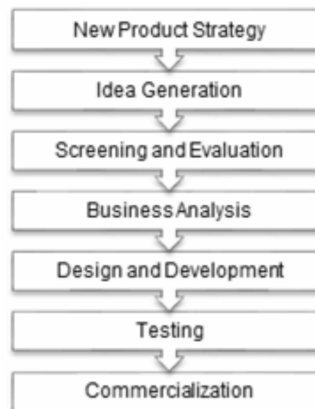 New Product Strategy
Idea Generation
Screening and Evaluation
Business Analysis
Design and Development
Testing
Commercialization